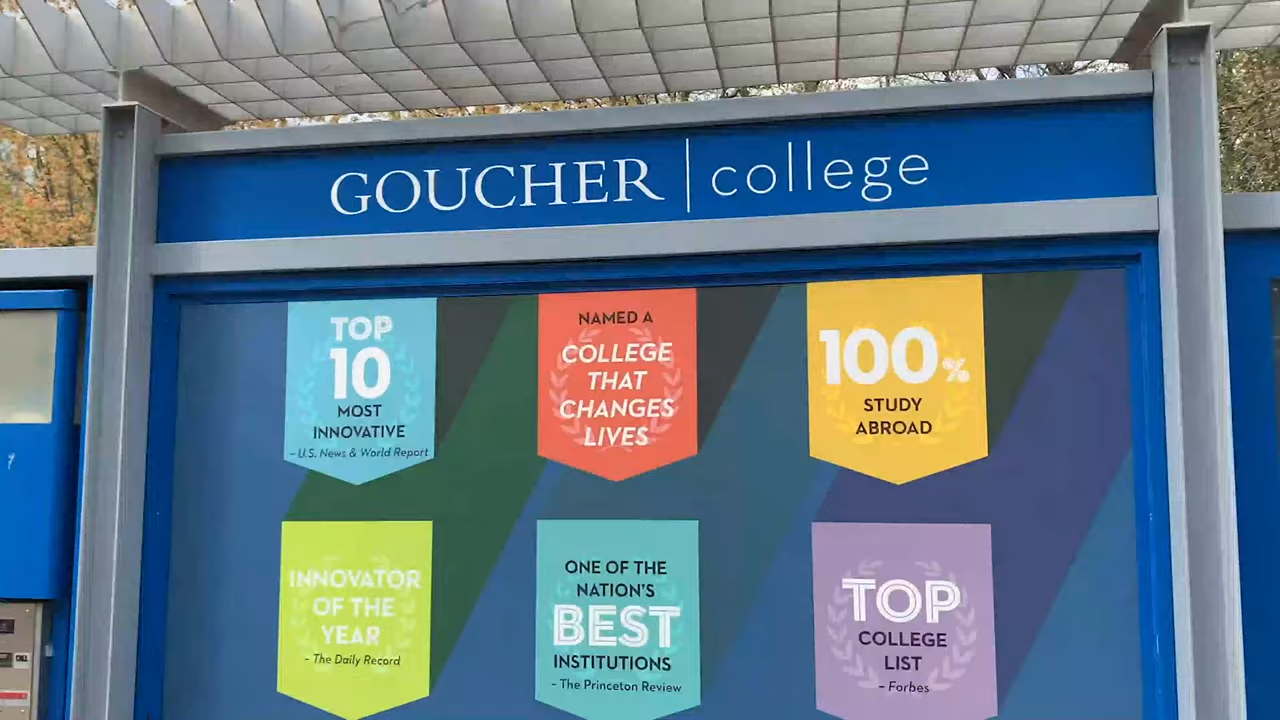 GOUCHER | college
TOP
10
MOST
INNOVATIVE
– U.S. News & World Report
NAMED A
COLLEGE
THAT
CHANGES
LIVES
100%
STUDY
ABROAD
INNOVATOR
OF THE
YEAR
– The Daily Record
ONE OF THE
NATION'S
BEST
INSTITUTIONS
– The Princeton Review
TOP
COLLEGE
LIST
– Forbes